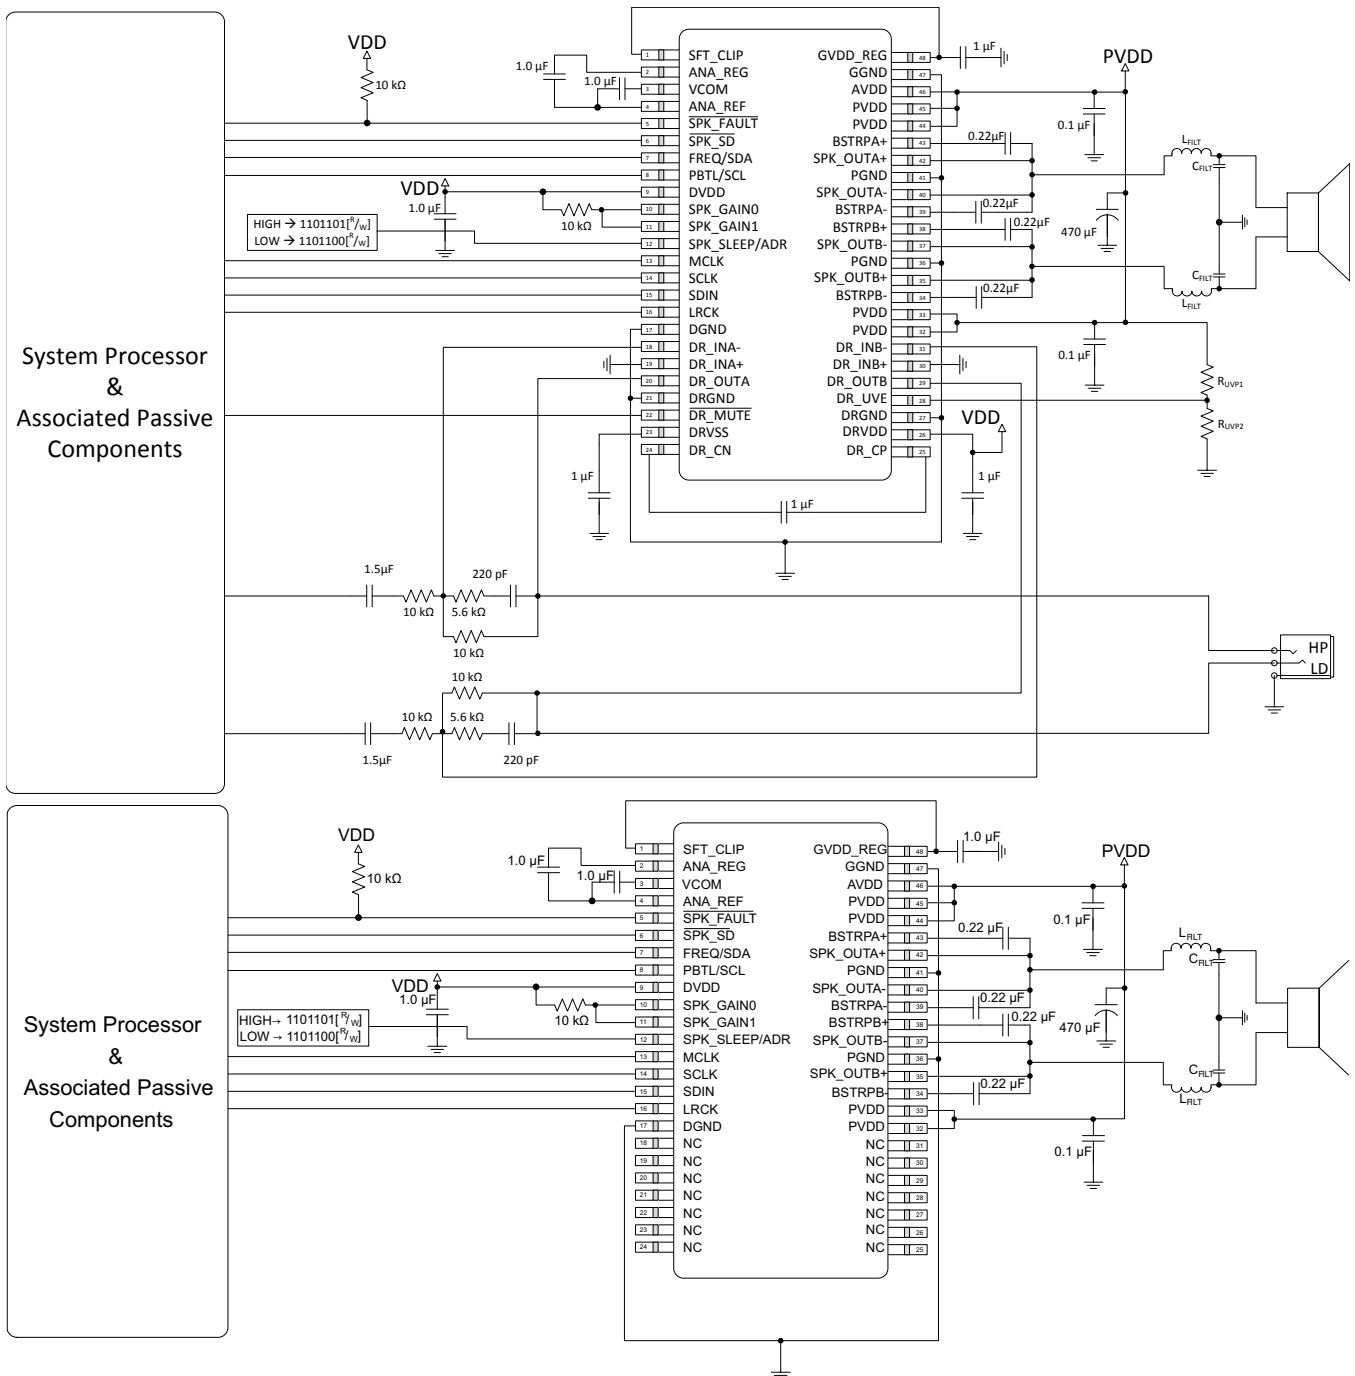 System Processor
&
Associated Passive
Components
VDD
10 kΩ
1.0 µF
1.0 µF
VDD
1.0 µF
10 kΩ
HIGH → 1101101[R/W]
LOW → 1101100[R/W]
1 SFT_CLIP
2 ANA_REG
3 VCOM
4 ANA_REF
5 SPK_FAULT
6 SPK_SD
7 FREQ/SDA
8 PBTL/SCL
9 DVDD
10 SPK_GAIN0
11 SPK_GAIN1
12 SPK_SLEEP/ADR
13 MCLK
14 SCLK
15 SDIN
16 LRCK
17 DGND
18 DR_INA-
19 DR_INA+
20 DR_OUTA
21 DRGND
22 DR_MUTE
23 DRVSS
24 DR_CN
GVDD_REG 48
GGND 47
AVDD 46
PVDD 45
PVDD 44
BSTRPA+ 43
SPK_OUTA+ 42
PGND 41
SPK_OUTA- 40
BSTRPA- 39
BSTRPB+ 38
SPK_OUTB- 37
PGND 36
SPK_OUTB+ 35
BSTRPB- 34
PVDD 33
PVDD 32
DR_INB- 31
DR_INB+ 30
DR_OUTB 29
DR_UVE 28
DRGND 27
DRVDD 26
DR_CP 25
1 µF
PVDD
0.1 µF
0.22µF
0.22µF
0.22µF
0.22µF
470 µF
LFILT
CFILT
CFILT
LFILT
0.1 µF
RUVP1
RUVP2
VDD
1 µF
1 µF
1 µF
1.5µF
10 kΩ
5.6 kΩ
220 pF
10 kΩ
10 kΩ
10 kΩ
5.6 kΩ
1.5µF
220 pF
HP
LD
System Processor
&
Associated Passive
Components
VDD
10 kΩ
1.0 µF
1.0 µF
VDD
1.0 µF
10 kΩ
HIGH→ 1101101[R/W]
LOW → 1101100[R/W]
1 SFT_CLIP
2 ANA_REG
3 VCOM
4 ANA_REF
5 SPK_FAULT
6 SPK_SD
7 FREQ/SDA
8 PBTL/SCL
9 DVDD
10 SPK_GAIN0
11 SPK_GAIN1
12 SPK_SLEEP/ADR
13 MCLK
14 SCLK
15 SDIN
16 LRCK
17 DGND
18 NC
19 NC
20 NC
21 NC
22 NC
23 NC
24 NC
GVDD_REG 48
GGND 47
AVDD 46
PVDD 45
PVDD 44
BSTRPA+ 43
SPK_OUTA+ 42
PGND 41
SPK_OUTA- 40
BSTRPA- 39
BSTRPB+ 38
SPK_OUTB- 37
PGND 36
SPK_OUTB+ 35
BSTRPB- 34
PVDD 33
PVDD 32
NC 31
NC 30
NC 29
NC 28
NC 27
NC 26
NC 25
1.0 µF
PVDD
0.1 µF
0.22 µF
0.22 µF
0.22 µF
0.22 µF
470 µF
LFILT
CFILT
CFILT
LFILT
0.1 µF